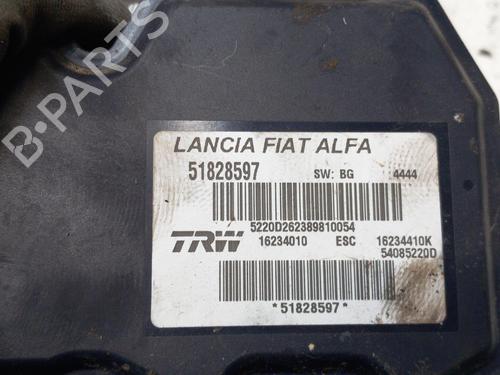 B-PARTS
LANCIA FIAT ALFA
51828597 SW: BG 4444
5220D262389810054
TRW 16234010 ESC 16234410K
54085220D
*51828597*